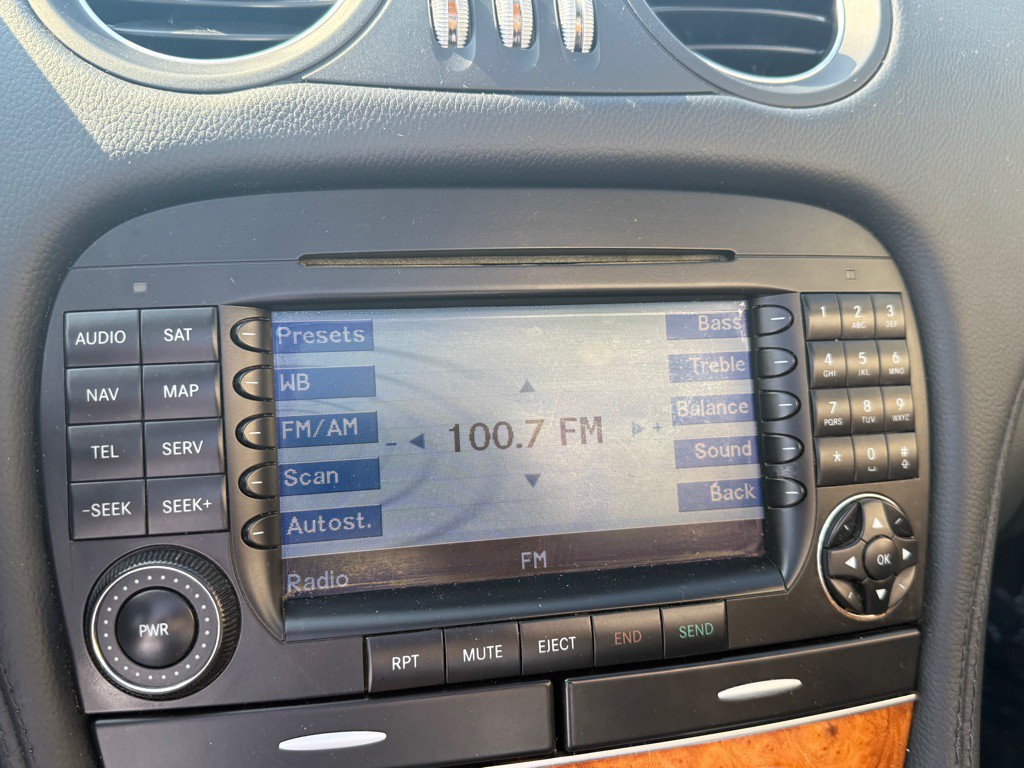 AUDIO SAT
NAV MAP
TEL SERV
-SEEK SEEK+
PWR
Presets
WB
FM/AM
Scan
Autost.
Radio
- 100.7 FM +
FM
Bass
Treble
Balance
Sound
Back
1 2 ABC 3 DEF
4 GHI 5 JKL 6 MNO
7 PQRS 8 TUV 9 WXYZ
* 0 #
OK
RPT MUTE EJECT END SEND